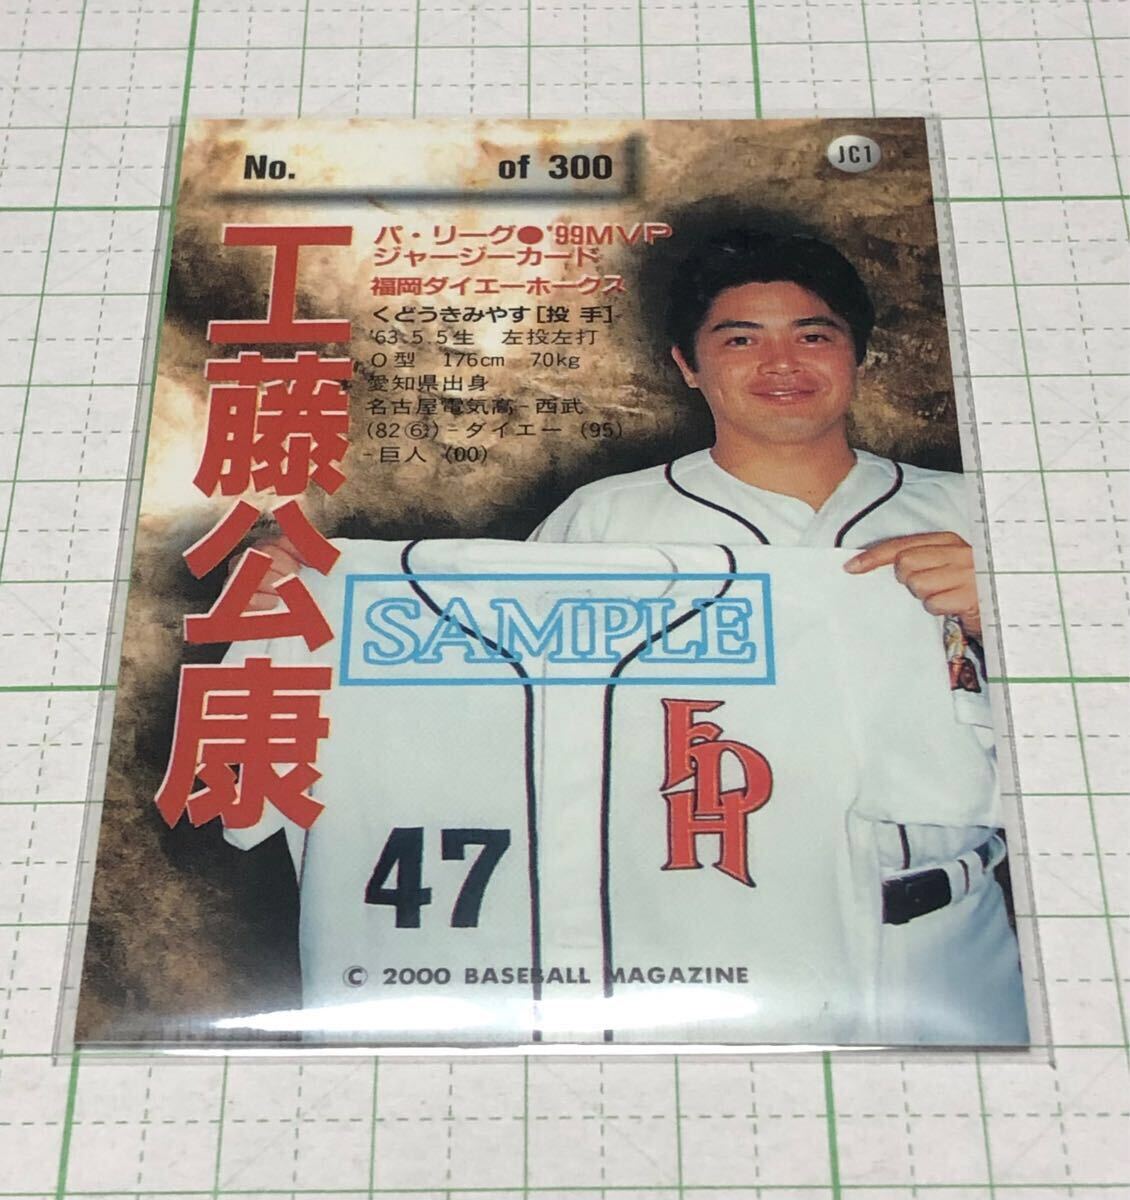 No. of 300
JC1
工藤公康
パ・リーグ●'99MVP
ジャージーカード
福岡ダイエーホークス
くどうきみやす[投 手]
'63.5.5生 左投左打
O型 176cm 70kg
愛知県出身
名古屋電気高-西武
(82⑥)-ダイエー (95)
-巨人 (00)
SAMPLE
FDH
47
© 2000 BASEBALL MAGAZINE